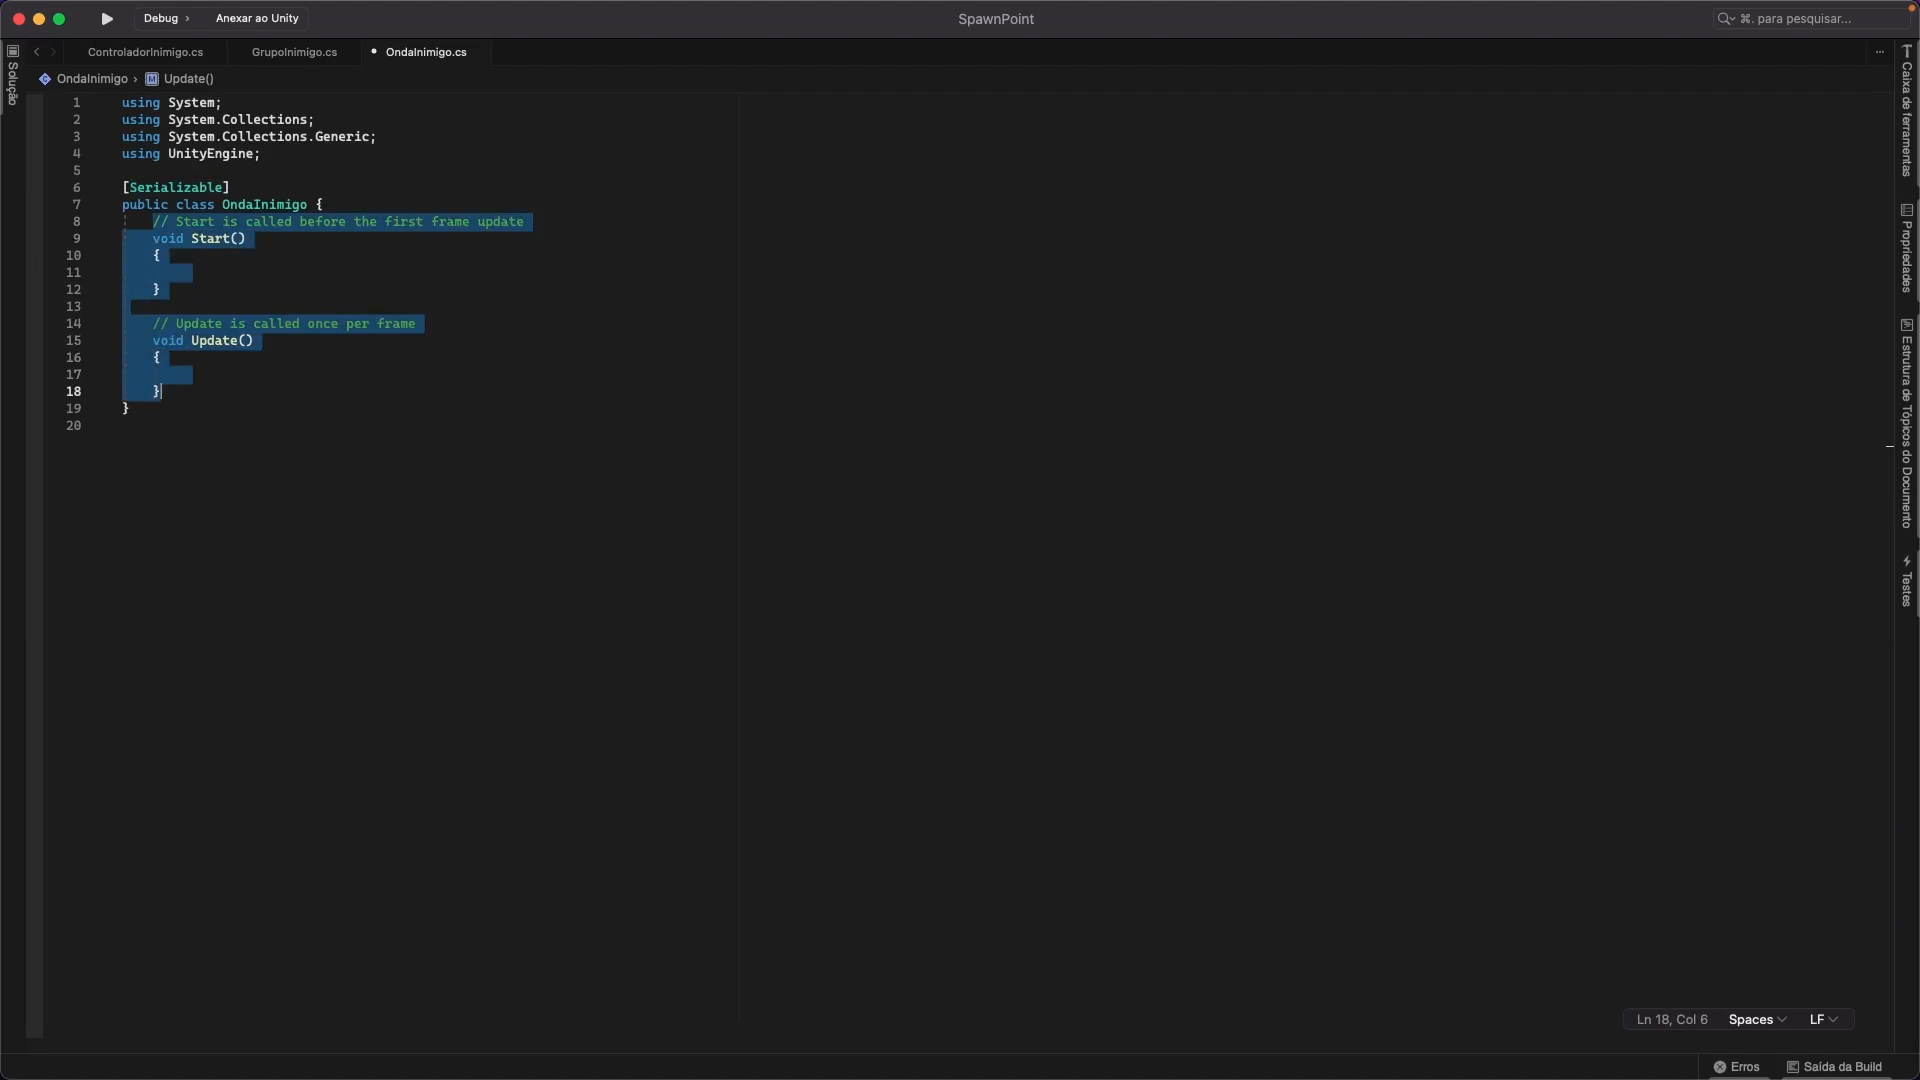 Debug › Anexar ao Unity
SpawnPoint
⌘. para pesquisar...
ControladorInimigo.cs
GrupoInimigo.cs
OndaInimigo.cs
...
OndaInimigo › Update()
Solução
1 using System;
2 using System.Collections;
3 using System.Collections.Generic;
4 using UnityEngine;
5
6 [Serializable]
7 public class OndaInimigo {
8 // Start is called before the first frame update
9 void Start()
10 {
11
12 }
13
14 // Update is called once per frame
15 void Update()
16 {
17
18 }
19 }
20
Caixa de ferramentas
Propriedades
Estrutura de Tópicos do Documento
Testes
Ln 18, Col 6 Spaces LF
Erros
Saída da Build